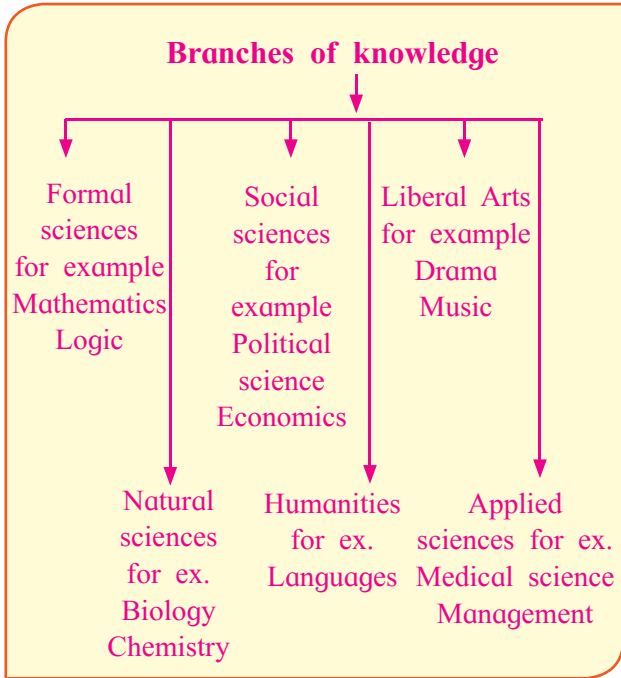 Branches of knowledge
Formal
sciences
for example
Mathematics
Logic
Social
sciences
for
example
Political
science
Economics
Liberal Arts
for example
Drama
Music
Natural
sciences
for ex.
Biology
Chemistry
Humanities
for ex.
Languages
Applied
sciences for ex.
Medical science
Management